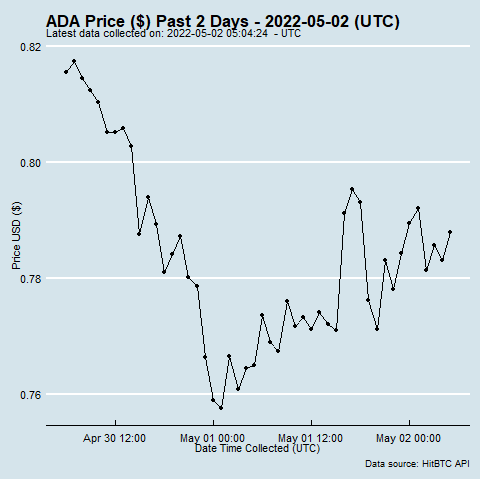 ADA Price ($) Past 2 Days - 2022-05-02 (UTC)
Latest data collected on: 2022-05-02 05:04:24 - UTC
0.82
0.80
0.78
0.76
Price USD ($)
Apr 30 12:00 May 01 00:00 May 01 12:00 May 02 00:00
Date Time Collected (UTC)
Data source: HitBTC API